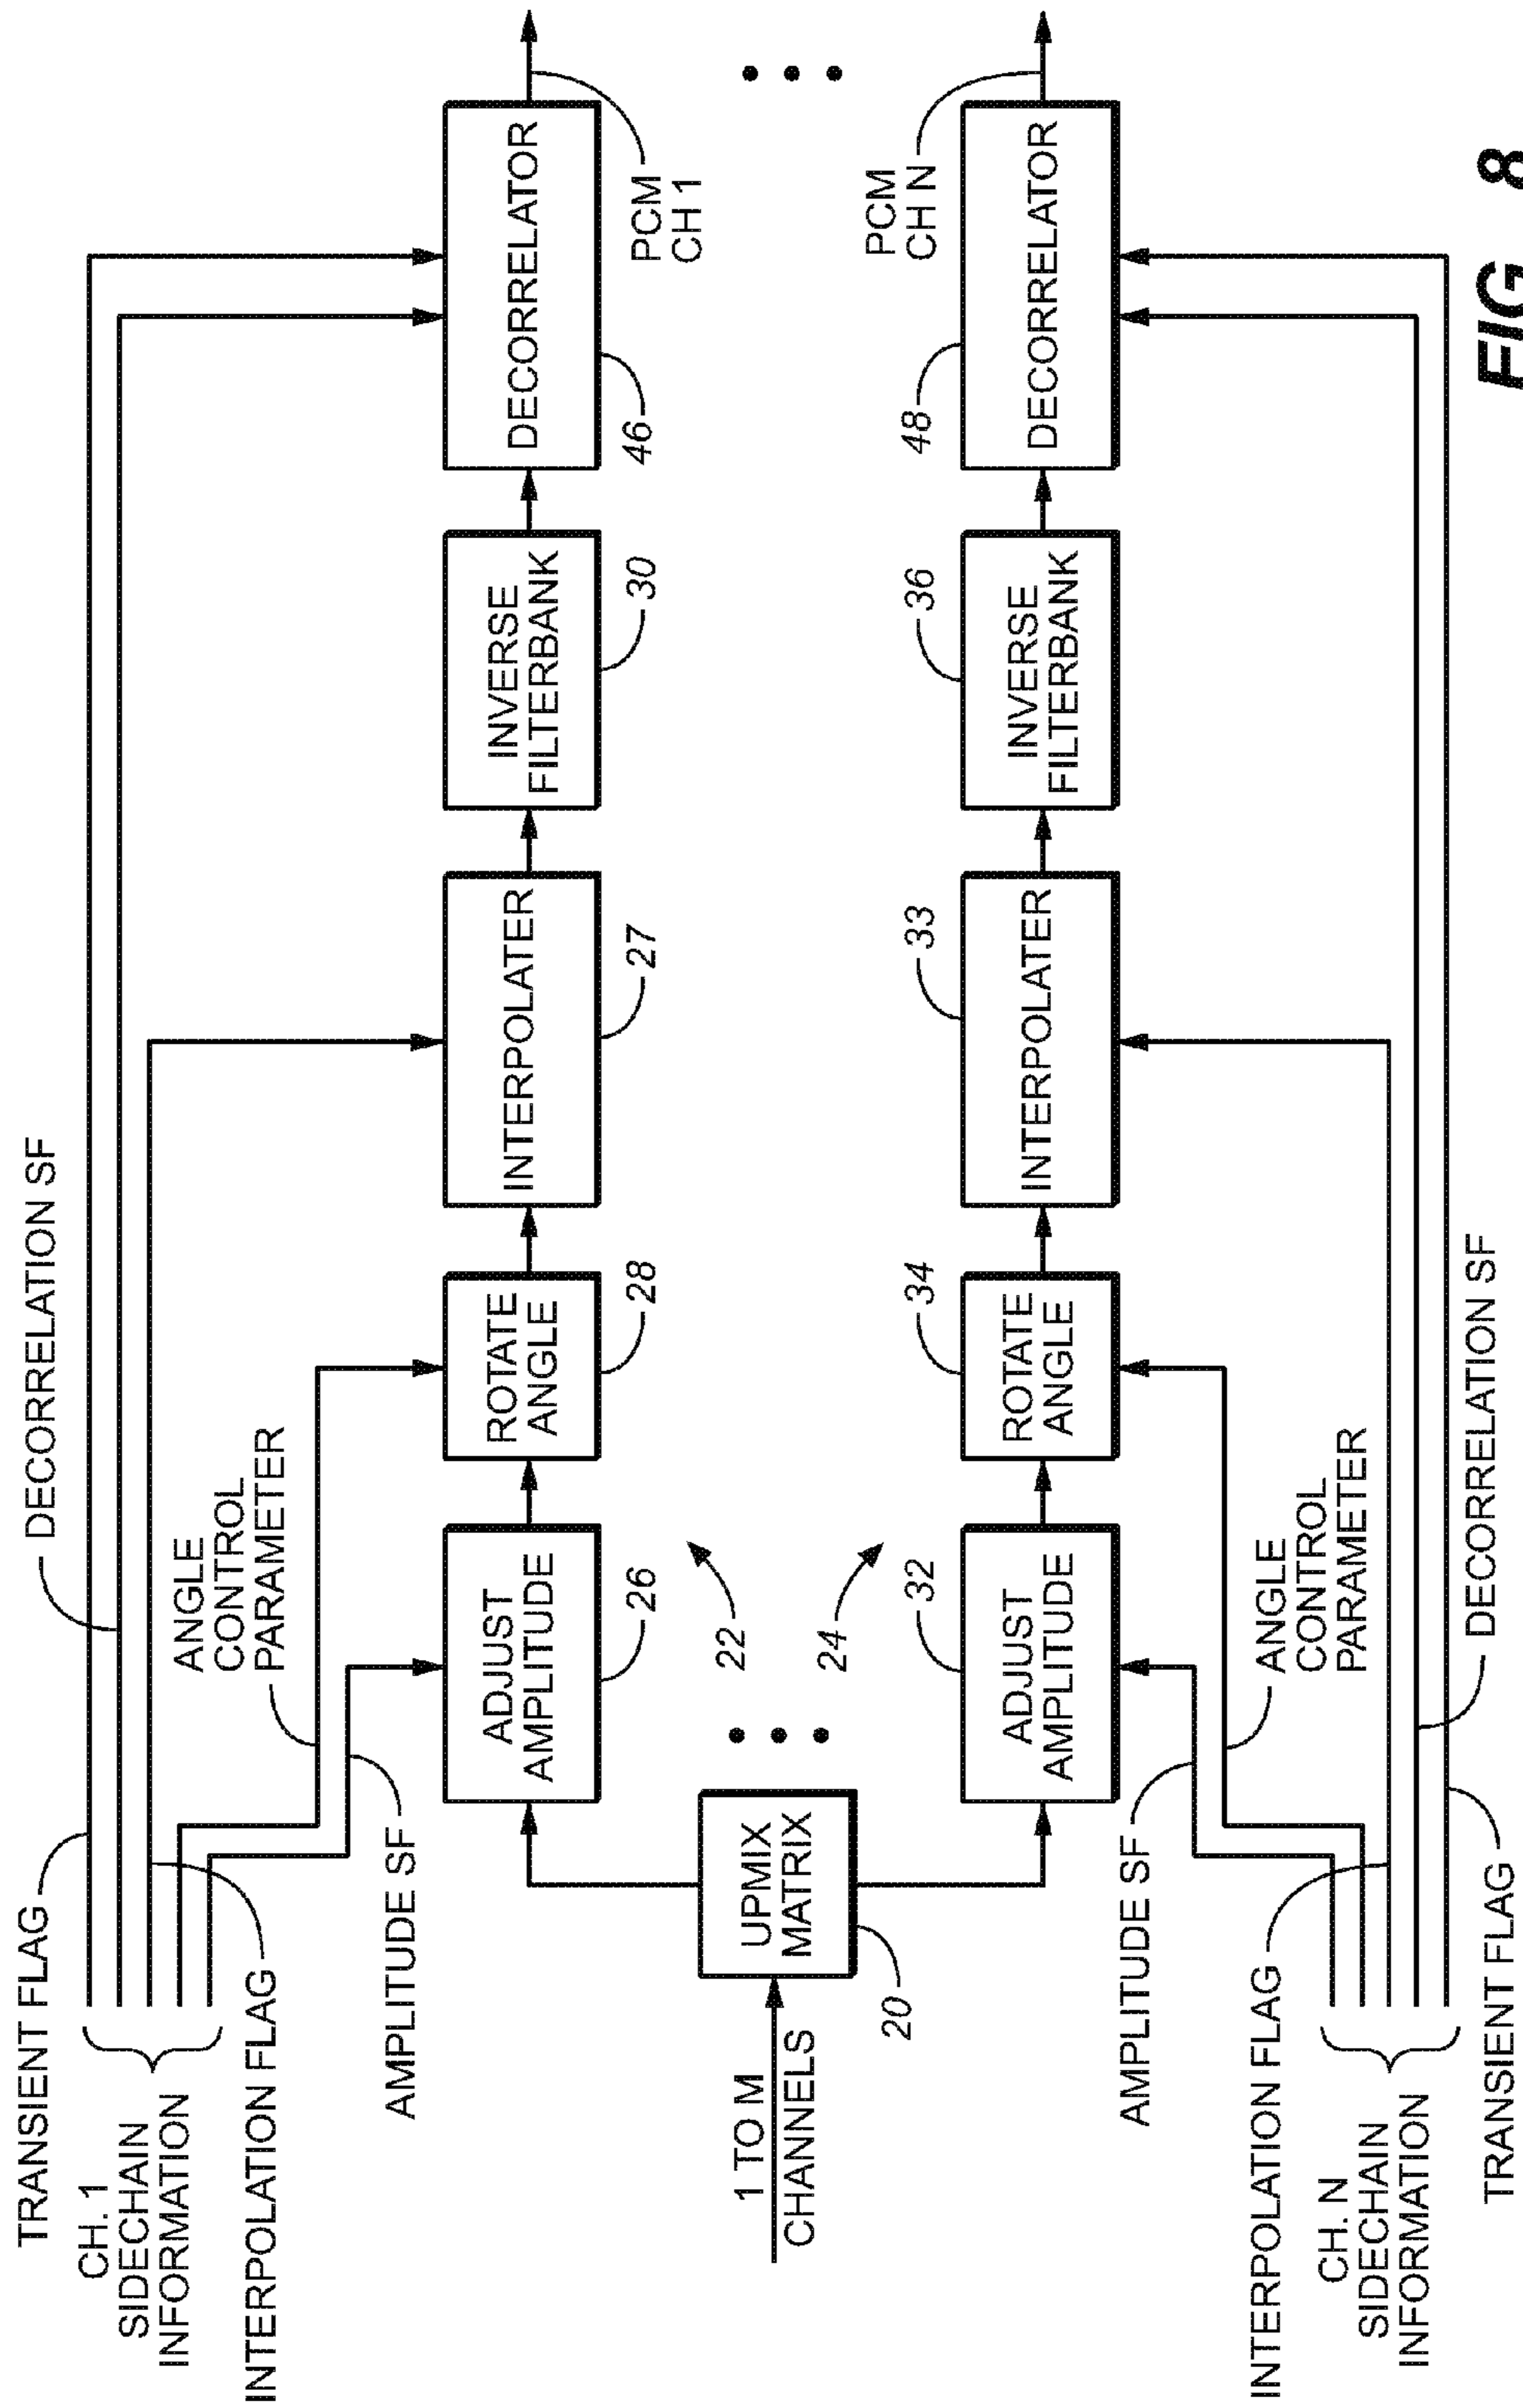 TRANSIENT FLAG
DECORRELATION SF
CH. 1
SIDECHAIN
INFORMATION
INTERPOLATION FLAG
ANGLE
CONTROL
PARAMETER
AMPLITUDE SF
ADJUST
AMPLITUDE
26
ROTATE
ANGLE
28
INTERPOLATER
27
INVERSE
FILTERBANK
30
DECORRELATOR
46
PCM
CH 1
1 TO M
CHANNELS
UPMIX
MATRIX
20
22
24
ADJUST
AMPLITUDE
32
ROTATE
ANGLE
34
INTERPOLATER
33
INVERSE
FILTERBANK
36
DECORRELATOR
48
PCM
CH N
AMPLITUDE SF
ANGLE
CONTROL
PARAMETER
INTERPOLATION FLAG
CH. N
SIDECHAIN
INFORMATION
DECORRELATION SF
TRANSIENT FLAG
FIG_8